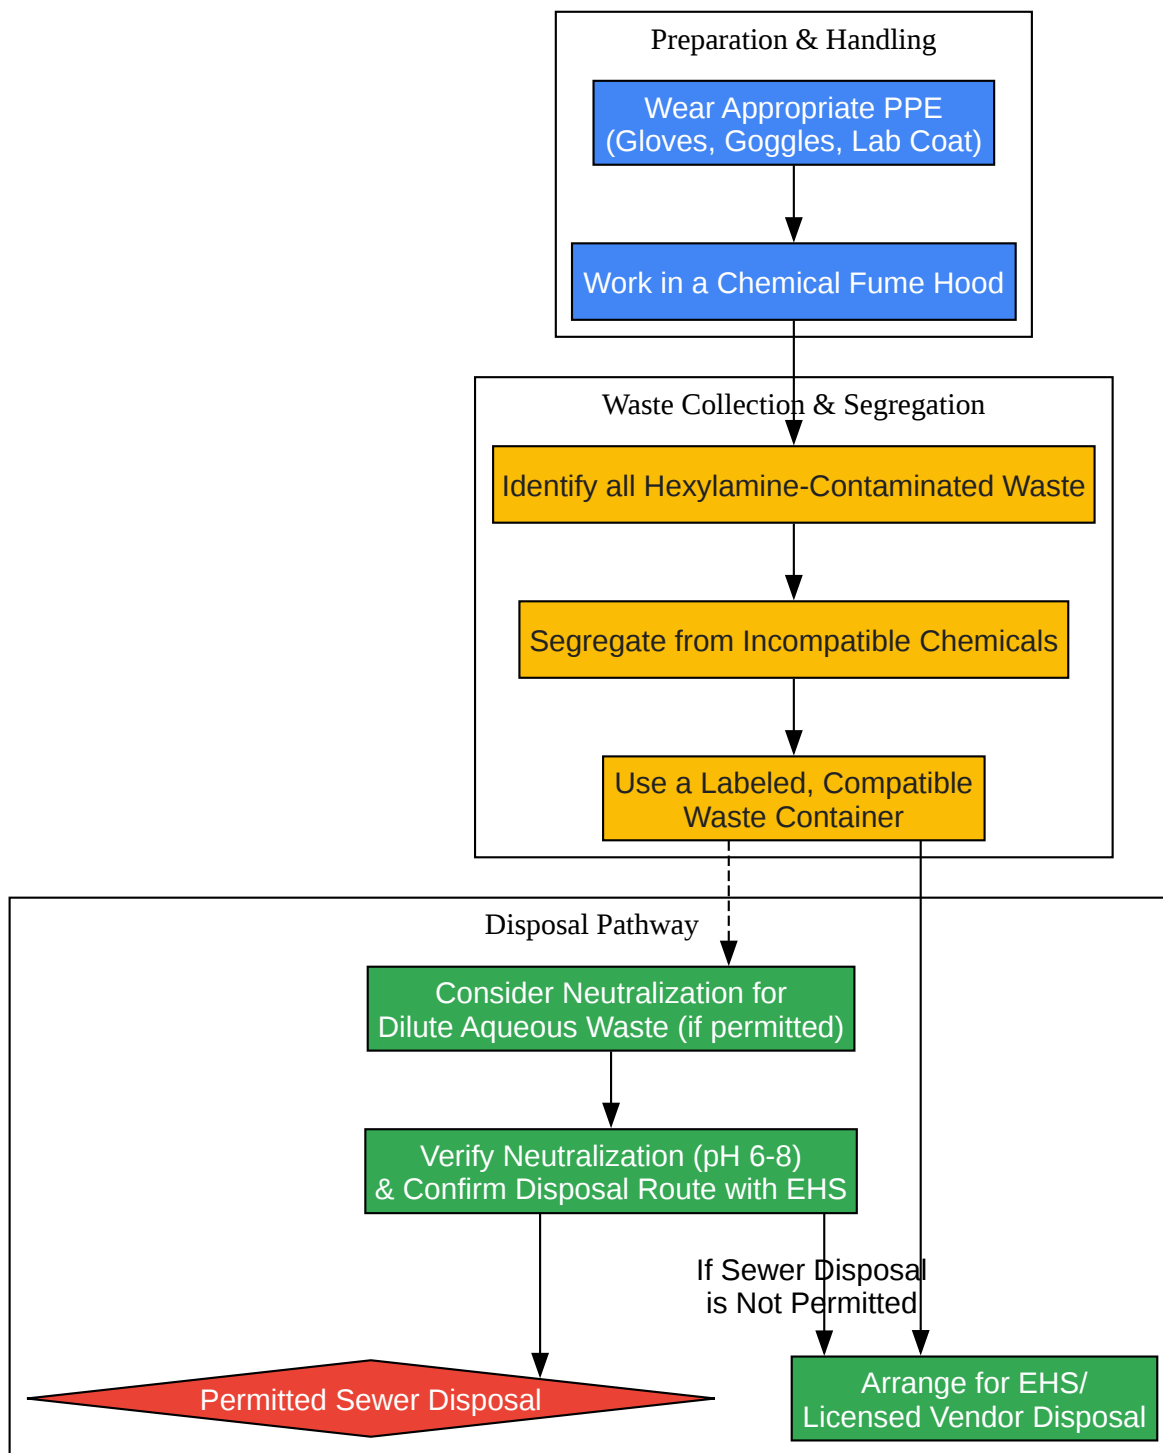 Preparation & Handling
Wear Appropriate PPE
(Gloves, Goggles, Lab Coat)
Work in a Chemical Fume Hood
Waste Collection & Segregation
Identify all Hexylamine-Contaminated Waste
Segregate from Incompatible Chemicals
Use a Labeled, Compatible
Waste Container
Disposal Pathway
Consider Neutralization for
Dilute Aqueous Waste (if permitted)
Verify Neutralization (pH 6-8)
& Confirm Disposal Route with EHS
If Sewer Disposal
is Not Permitted
Permitted Sewer Disposal
Arrange for EHS/
Licensed Vendor Disposal